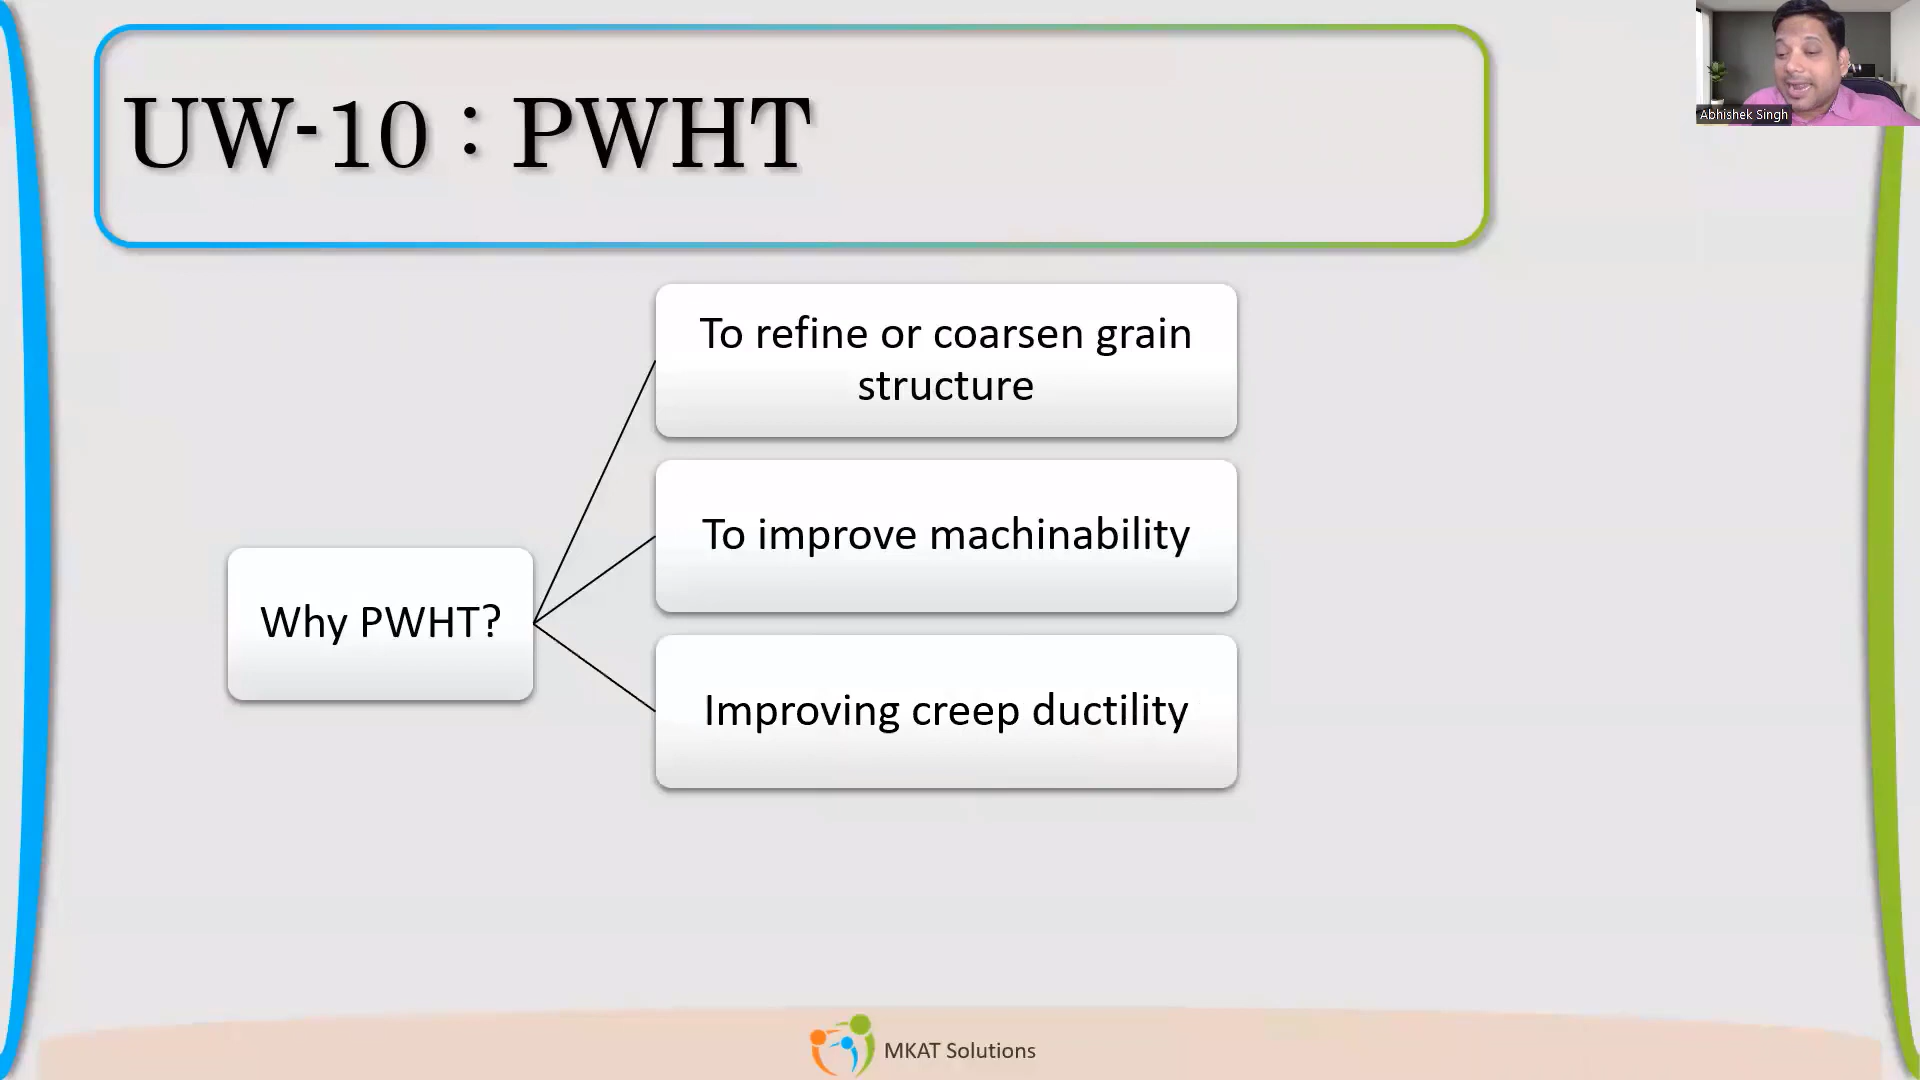 UW-10 : PWHT
Abhishek Singh
To refine or coarsen grain
structure
To improve machinability
Why PWHT?
Improving creep ductility
MKAT Solutions